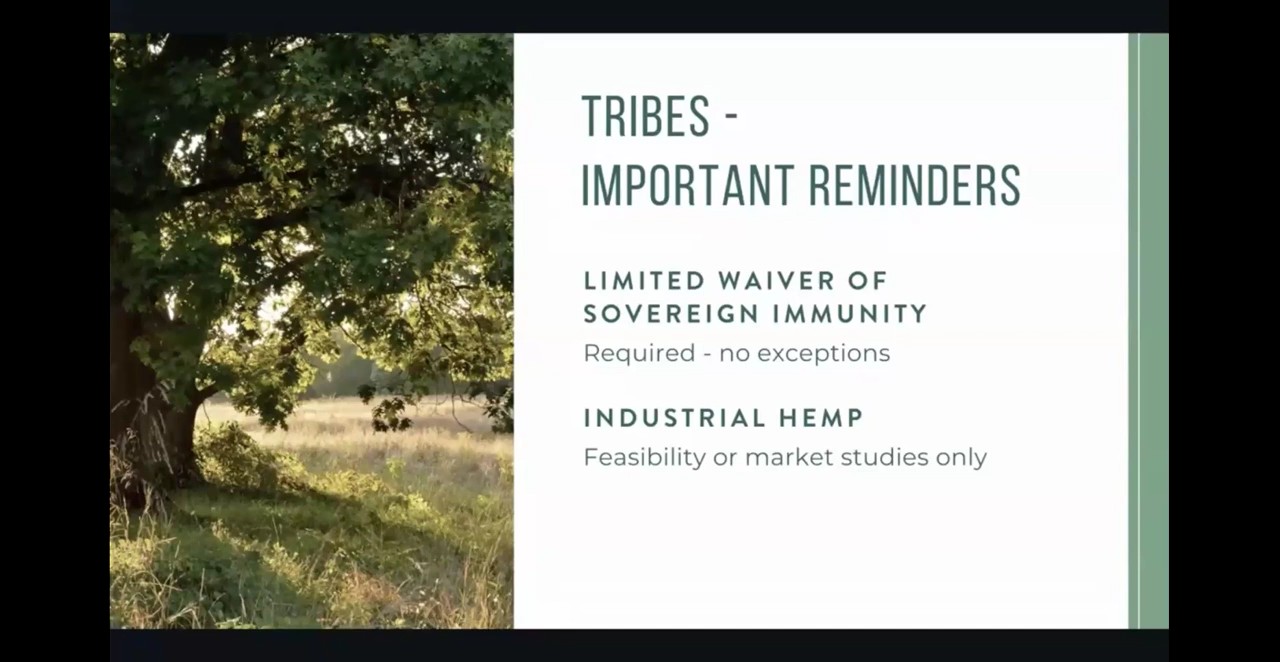 TRIBES -
IMPORTANT REMINDERS
LIMITED WAIVER OF
SOVEREIGN IMMUNITY
Required - no exceptions
INDUSTRIAL HEMP
Feasibility or market studies only